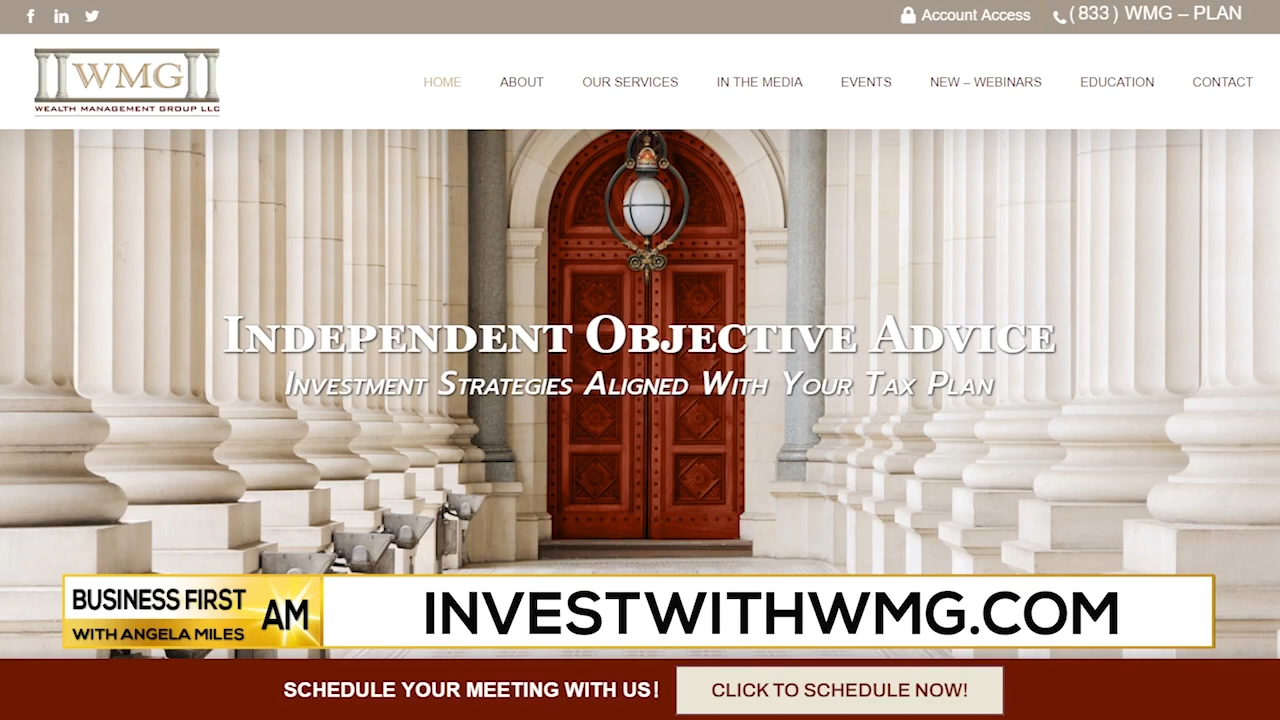 Account Access
(833) WMG – PLAN
WMG
WEALTH MANAGEMENT GROUP LLC
HOME
ABOUT
OUR SERVICES
IN THE MEDIA
EVENTS
NEW – WEBINARS
EDUCATION
CONTACT
INDEPENDENT OBJECTIVE ADVICE
INVESTMENT STRATEGIES ALIGNED WITH YOUR TAX PLAN
BUSINESS FIRST
AM
WITH ANGELA MILES
INVESTWITHWMG.COM
SCHEDULE YOUR MEETING WITH US!
CLICK TO SCHEDULE NOW!